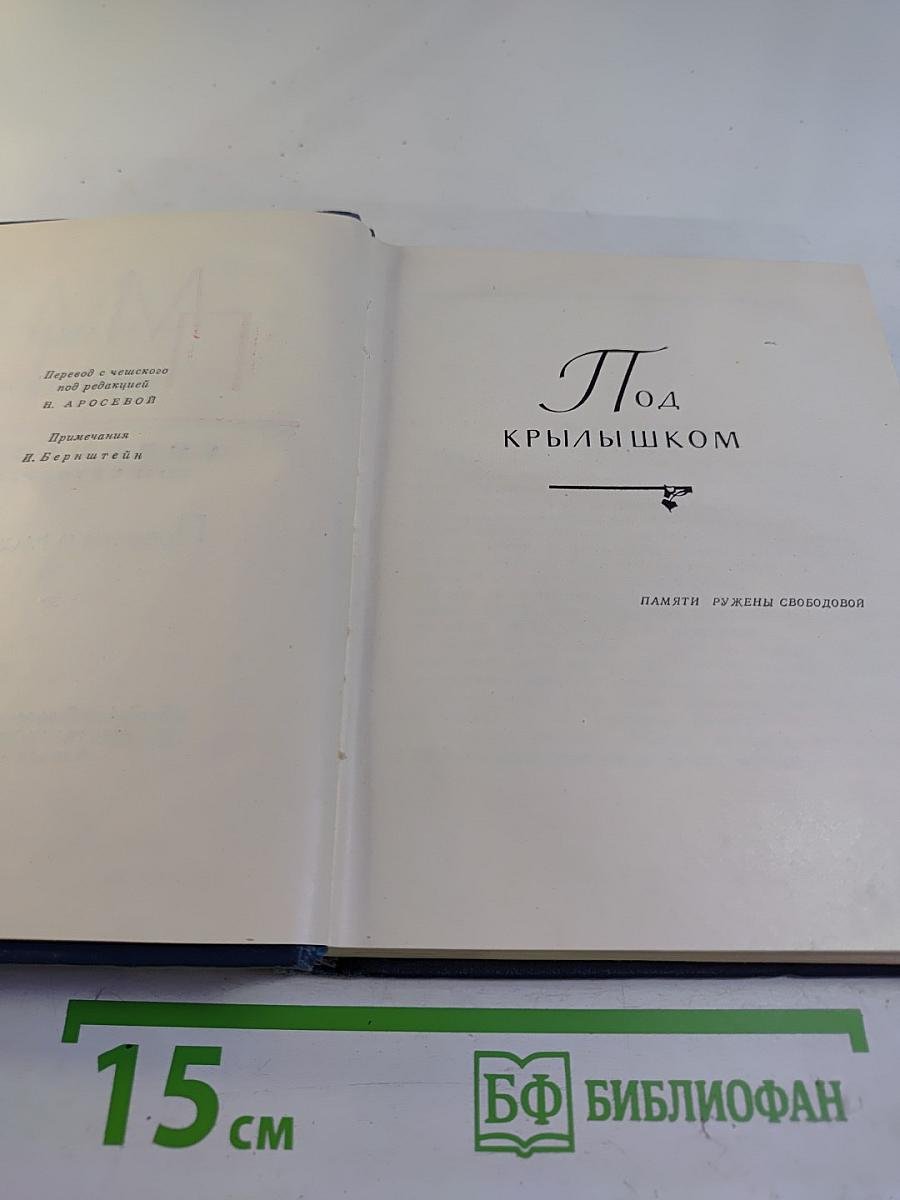 Перевод с чешского
под редакцией
Н. АРОСЕВОЙ
Примечания
И. Бернштейн
Под
КРЫЛЫШКОМ
ПАМЯТИ РУЖЕНЫ СВОБОДОВОЙ
15 см
БФ БИБЛИОФАН